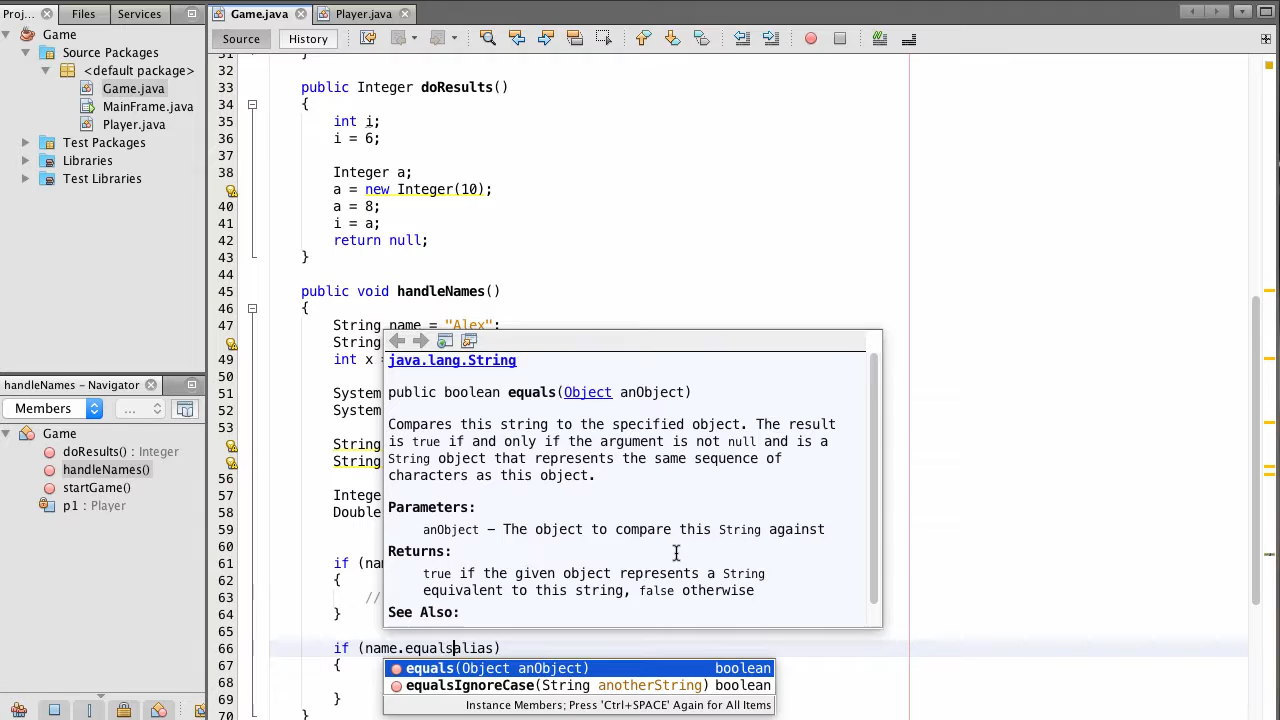 Proj... Files Services Game.java Player.java
Source History
Game
Source Packages
<default package>
Game.java
MainFrame.java
Player.java
Test Packages
Libraries
Test Libraries
handleNames - Navigator
Members ...
Game
doResults() : Integer
handleNames()
startGame()
p1 : Player
31 }
32
33 public Integer doResults()
34 {
35 int i;
36 i = 6;
37
38 Integer a;
a = new Integer(10);
40 a = 8;
41 i = a;
42 return null;
43 }
44
45 public void handleNames()
46 {
47 String name = "Alex";
String
49 int x =
50
51 System
52 System
53
String
String
56
57 Integer
58 Double
59
60
61 if (na
62 {
63 //
64 }
65
66 if (name.equalsalias)
67 {
68
69 }
70 }
java.lang.String
public boolean equals(Object anObject)
Compares this string to the specified object. The result
is true if and only if the argument is not null and is a
String object that represents the same sequence of
characters as this object.
Parameters:
anObject – The object to compare this String against
Returns:
true if the given object represents a String
equivalent to this string, false otherwise
See Also:
equals(Object anObject) boolean
equalsIgnoreCase(String anotherString) boolean
Instance Members; Press 'Ctrl+SPACE' Again for All Items